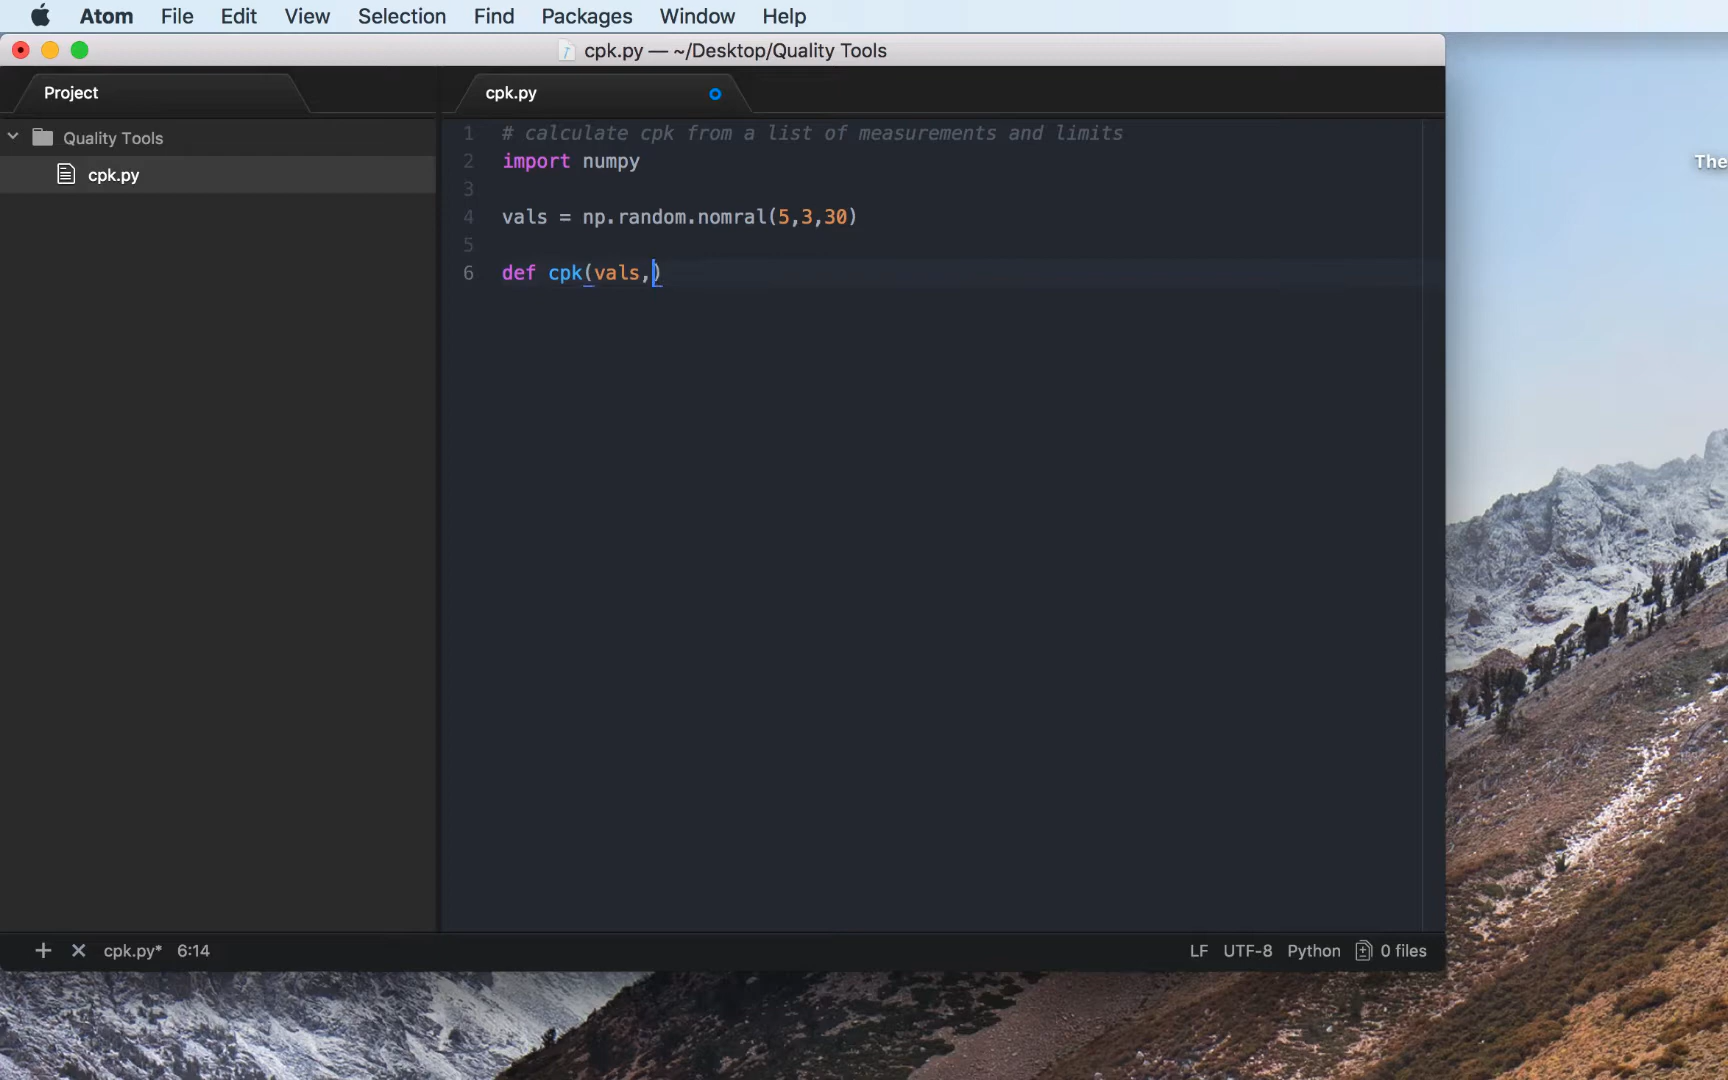 Atom File Edit View Selection Find Packages Window Help
cpk.py — ~/Desktop/Quality Tools
Project
cpk.py
Quality Tools
cpk.py
1 # calculate cpk from a list of measurements and limits
2 import numpy
3
4 vals = np.random.nomral(5,3,30)
5
6 def cpk(vals,)
The
cpk.py* 6:14
LF UTF-8 Python 0 files